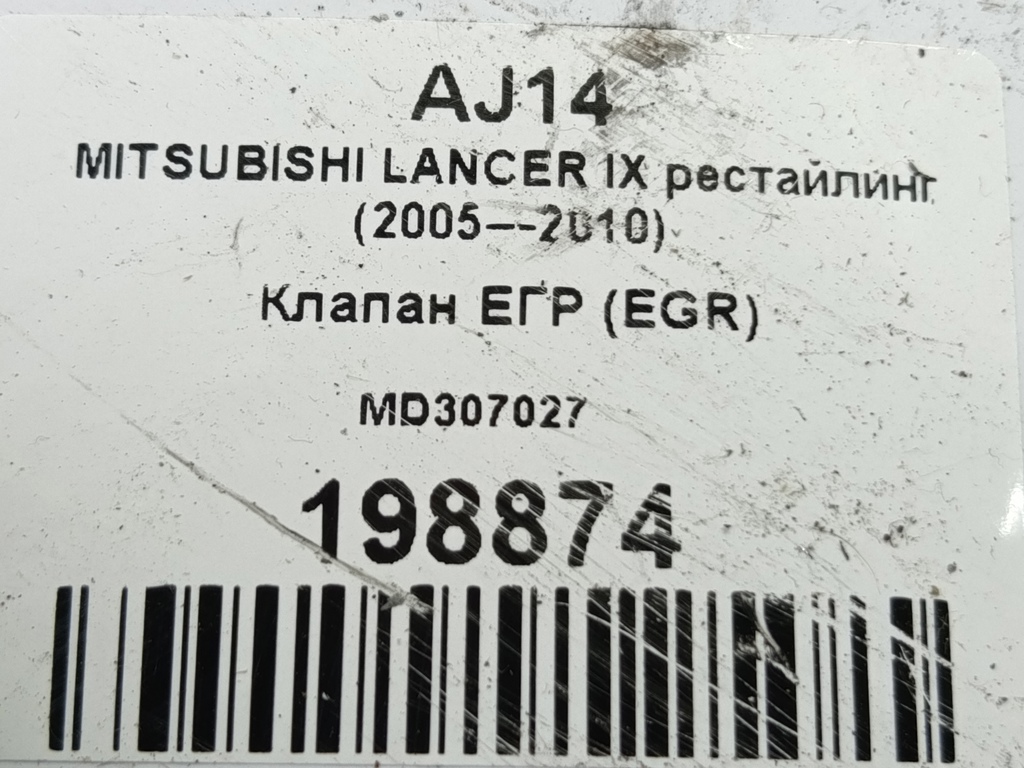 AJ14
MITSUBISHI LANCER IX рестайлинг
(2005--2010)
Клапан ЕГР (EGR)
MD307027
198874